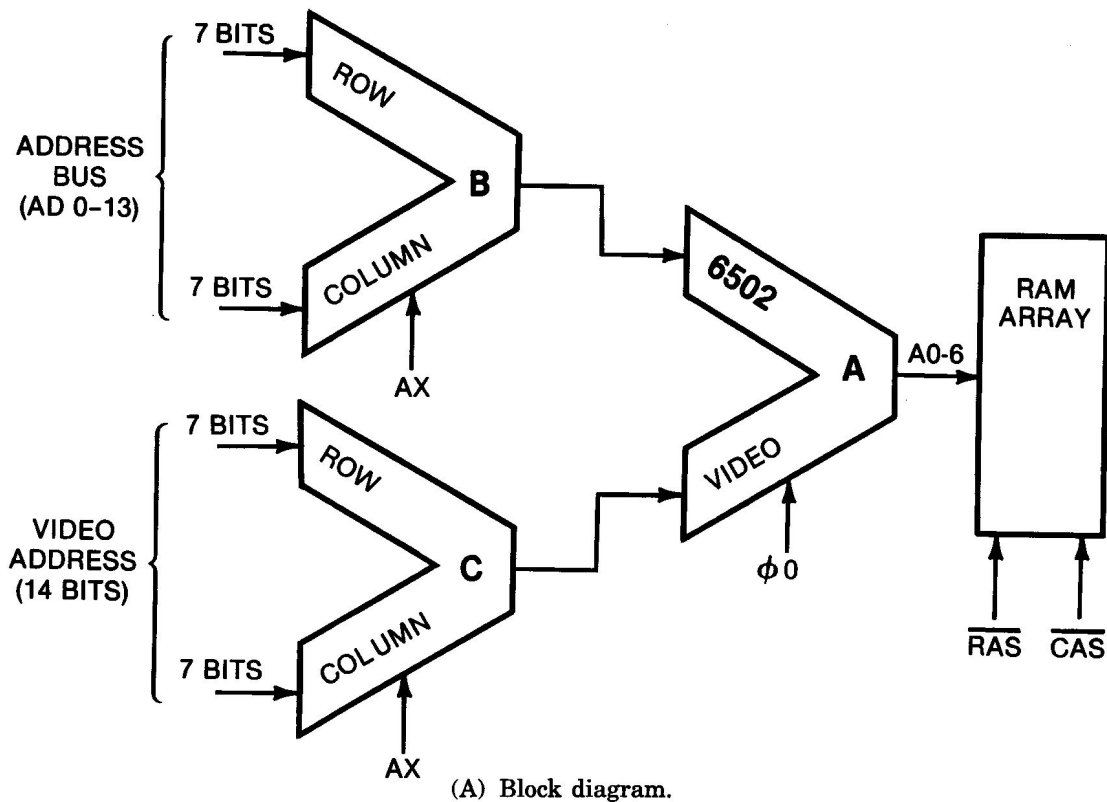 7 BITS
ROW
ADDRESS
BUS
(AD 0–13)
B
7 BITS
COLUMN
AX
6502
RAM
ARRAY
A
A0-6
VIDEO
ϕ0
RAS
CAS
7 BITS
ROW
VIDEO
ADDRESS
(14 BITS)
C
7 BITS
COLUMN
AX
(A) Block diagram.